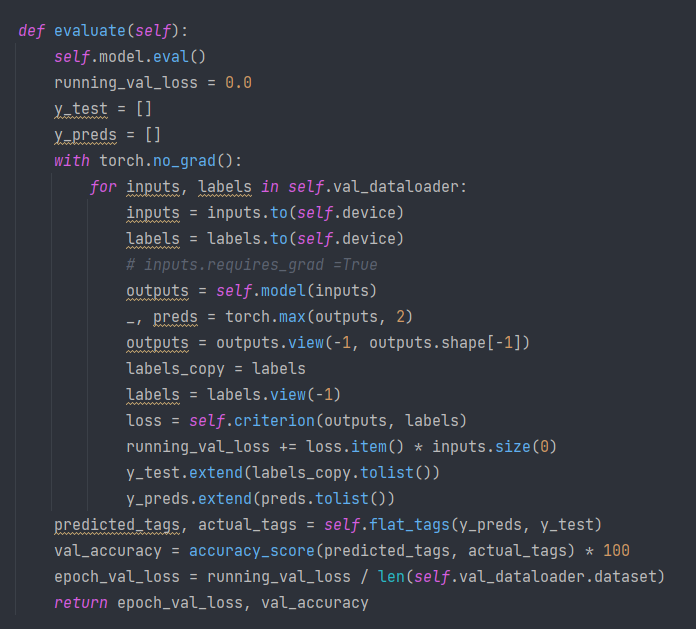 def evaluate(self):
    self.model.eval()
    running_val_loss = 0.0
    y_test = []
    y_preds = []
    with torch.no_grad():
        for inputs, labels in self.val_dataloader:
            inputs = inputs.to(self.device)
            labels = labels.to(self.device)
            # inputs.requires_grad =True
            outputs = self.model(inputs)
            _, preds = torch.max(outputs, 2)
            outputs = outputs.view(-1, outputs.shape[-1])
            labels_copy = labels
            labels = labels.view(-1)
            loss = self.criterion(outputs, labels)
            running_val_loss += loss.item() * inputs.size(0)
            y_test.extend(labels_copy.tolist())
            y_preds.extend(preds.tolist())
    predicted_tags, actual_tags = self.flat_tags(y_preds, y_test)
    val_accuracy = accuracy_score(predicted_tags, actual_tags) * 100
    epoch_val_loss = running_val_loss / len(self.val_dataloader.dataset)
    return epoch_val_loss, val_accuracy